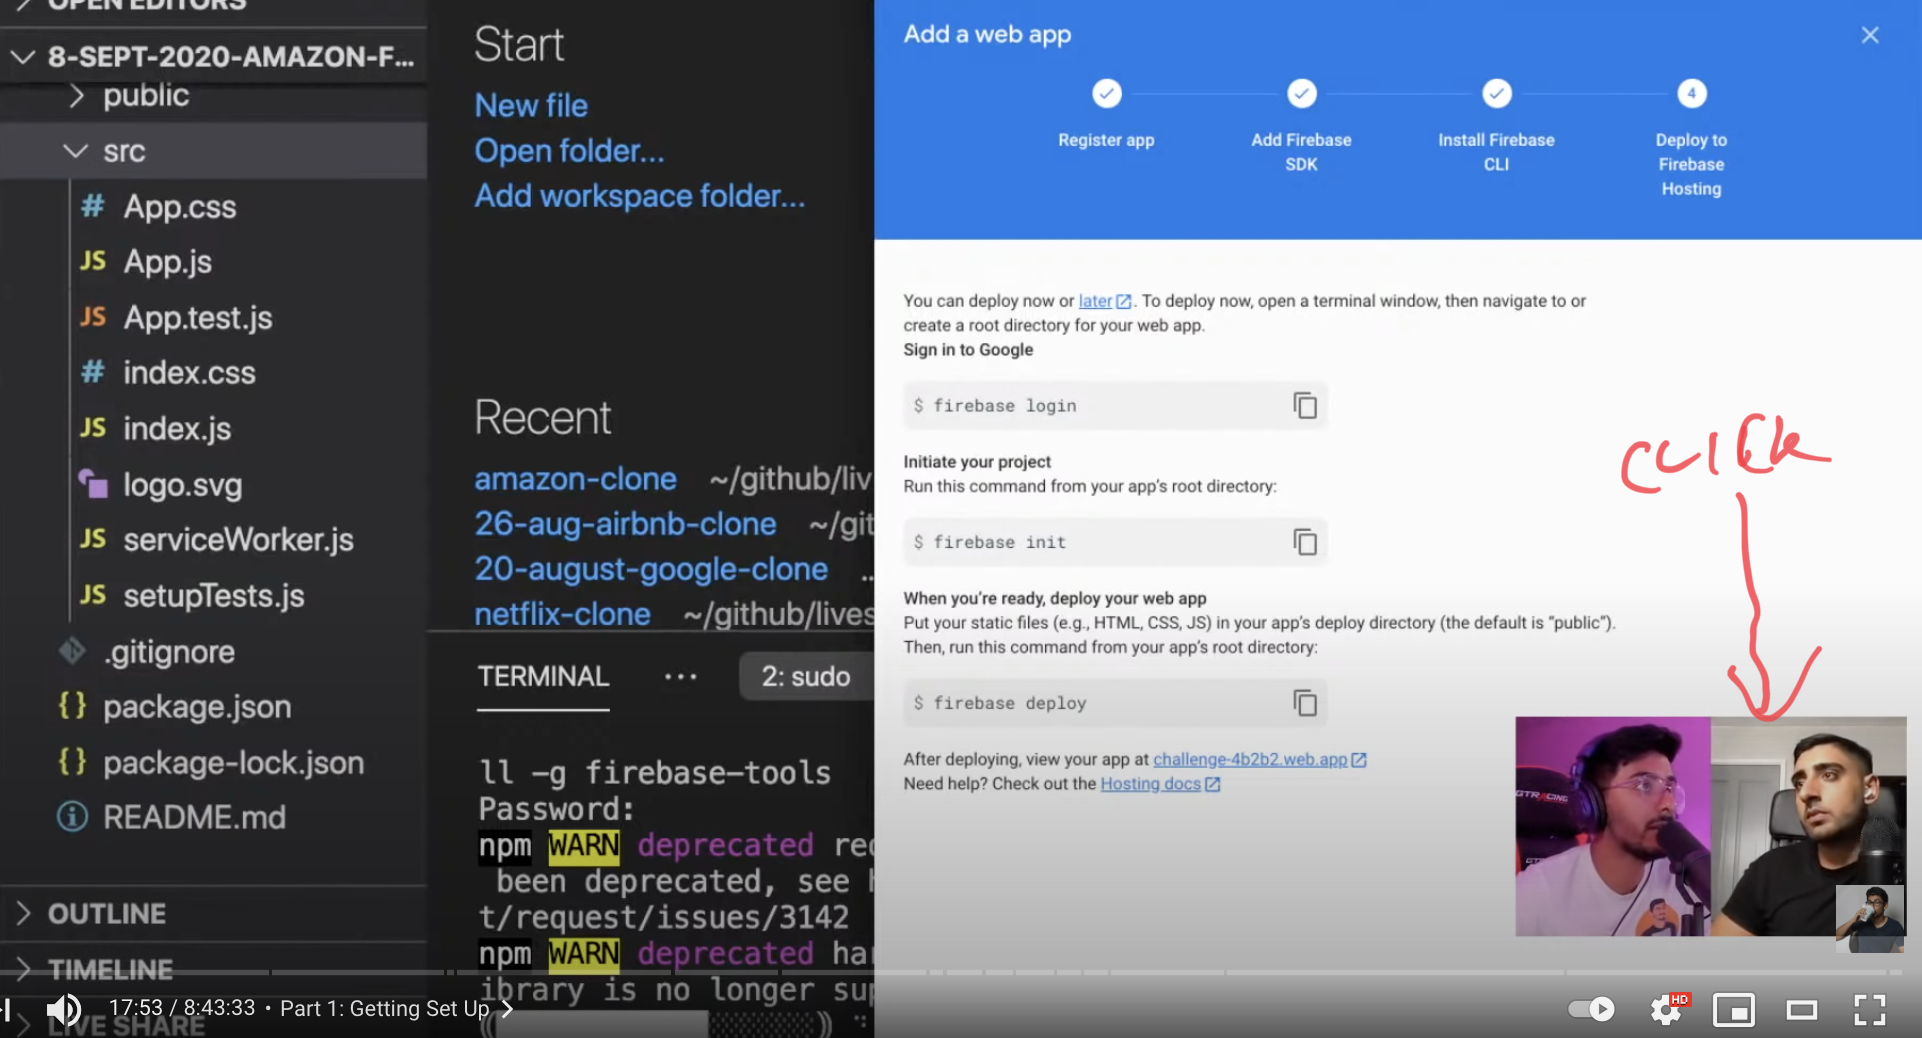 OPEN EDITORS
8-SEPT-2020-AMAZON-F...
public
src
# App.css
JS App.js
JS App.test.js
# index.css
JS index.js
logo.svg
JS serviceWorker.js
JS setupTests.js
.gitignore
{} package.json
{} package-lock.json
README.md
OUTLINE
TIMELINE
LIVE SHARE
Start
New file
Open folder...
Add workspace folder...
Recent
amazon-clone ~/github/liv
26-aug-airbnb-clone ~/git
20-august-google-clone ..
netflix-clone ~/github/lives
TERMINAL ... 2: sudo
ll -g firebase-tools
Password:
npm WARN deprecated req
been deprecated, see h
t/request/issues/3142
npm WARN deprecated har
ibrary is no longer sup
Add a web app
Register app
Add Firebase SDK
Install Firebase CLI
4
Deploy to Firebase Hosting
You can deploy now or later. To deploy now, open a terminal window, then navigate to or
create a root directory for your web app.
Sign in to Google
$ firebase login
Initiate your project
Run this command from your app's root directory:
$ firebase init
When you're ready, deploy your web app
Put your static files (e.g., HTML, CSS, JS) in your app's deploy directory (the default is “public”).
Then, run this command from your app's root directory:
$ firebase deploy
After deploying, view your app at challenge-4b2b2.web.app
Need help? Check out the Hosting docs
CLICK
GTRACING
17:53 / 8:43:33 • Part 1: Getting Set Up
HD